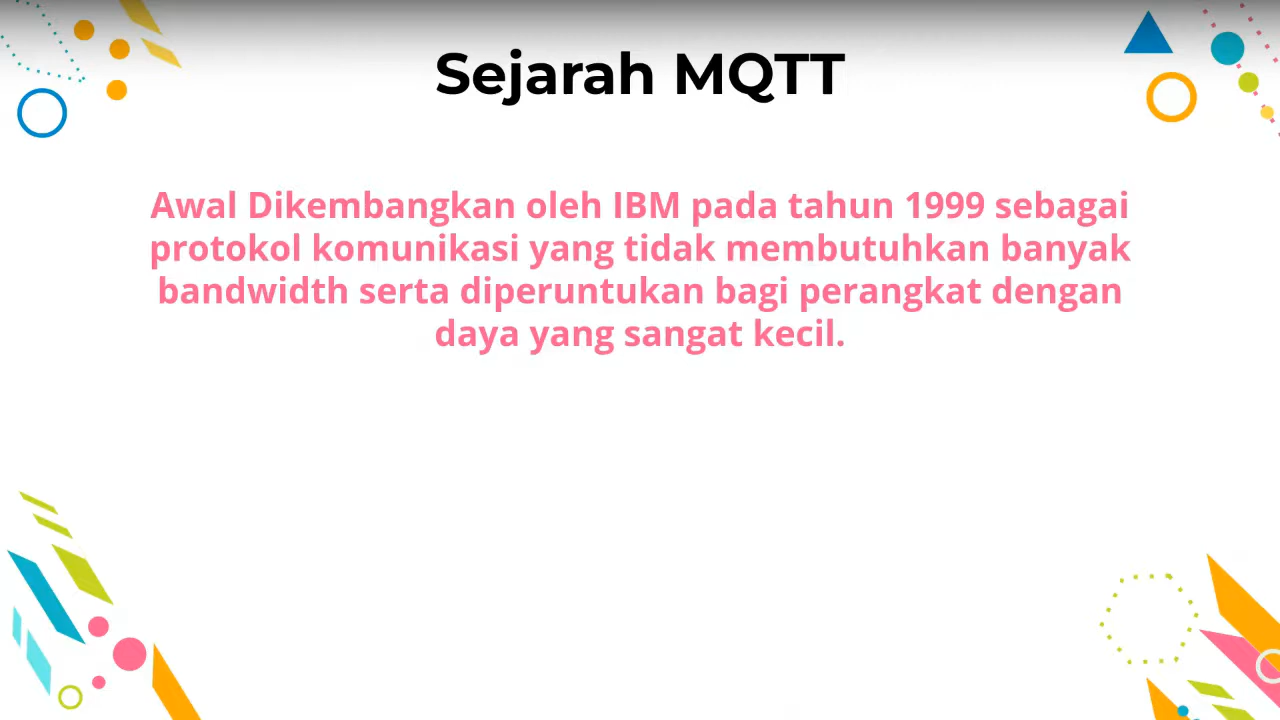 Sejarah MQTT
Awal Dikembangkan oleh IBM pada tahun 1999 sebagai
protokol komunikasi yang tidak membutuhkan banyak
bandwidth serta diperuntukan bagi perangkat dengan
daya yang sangat kecil.